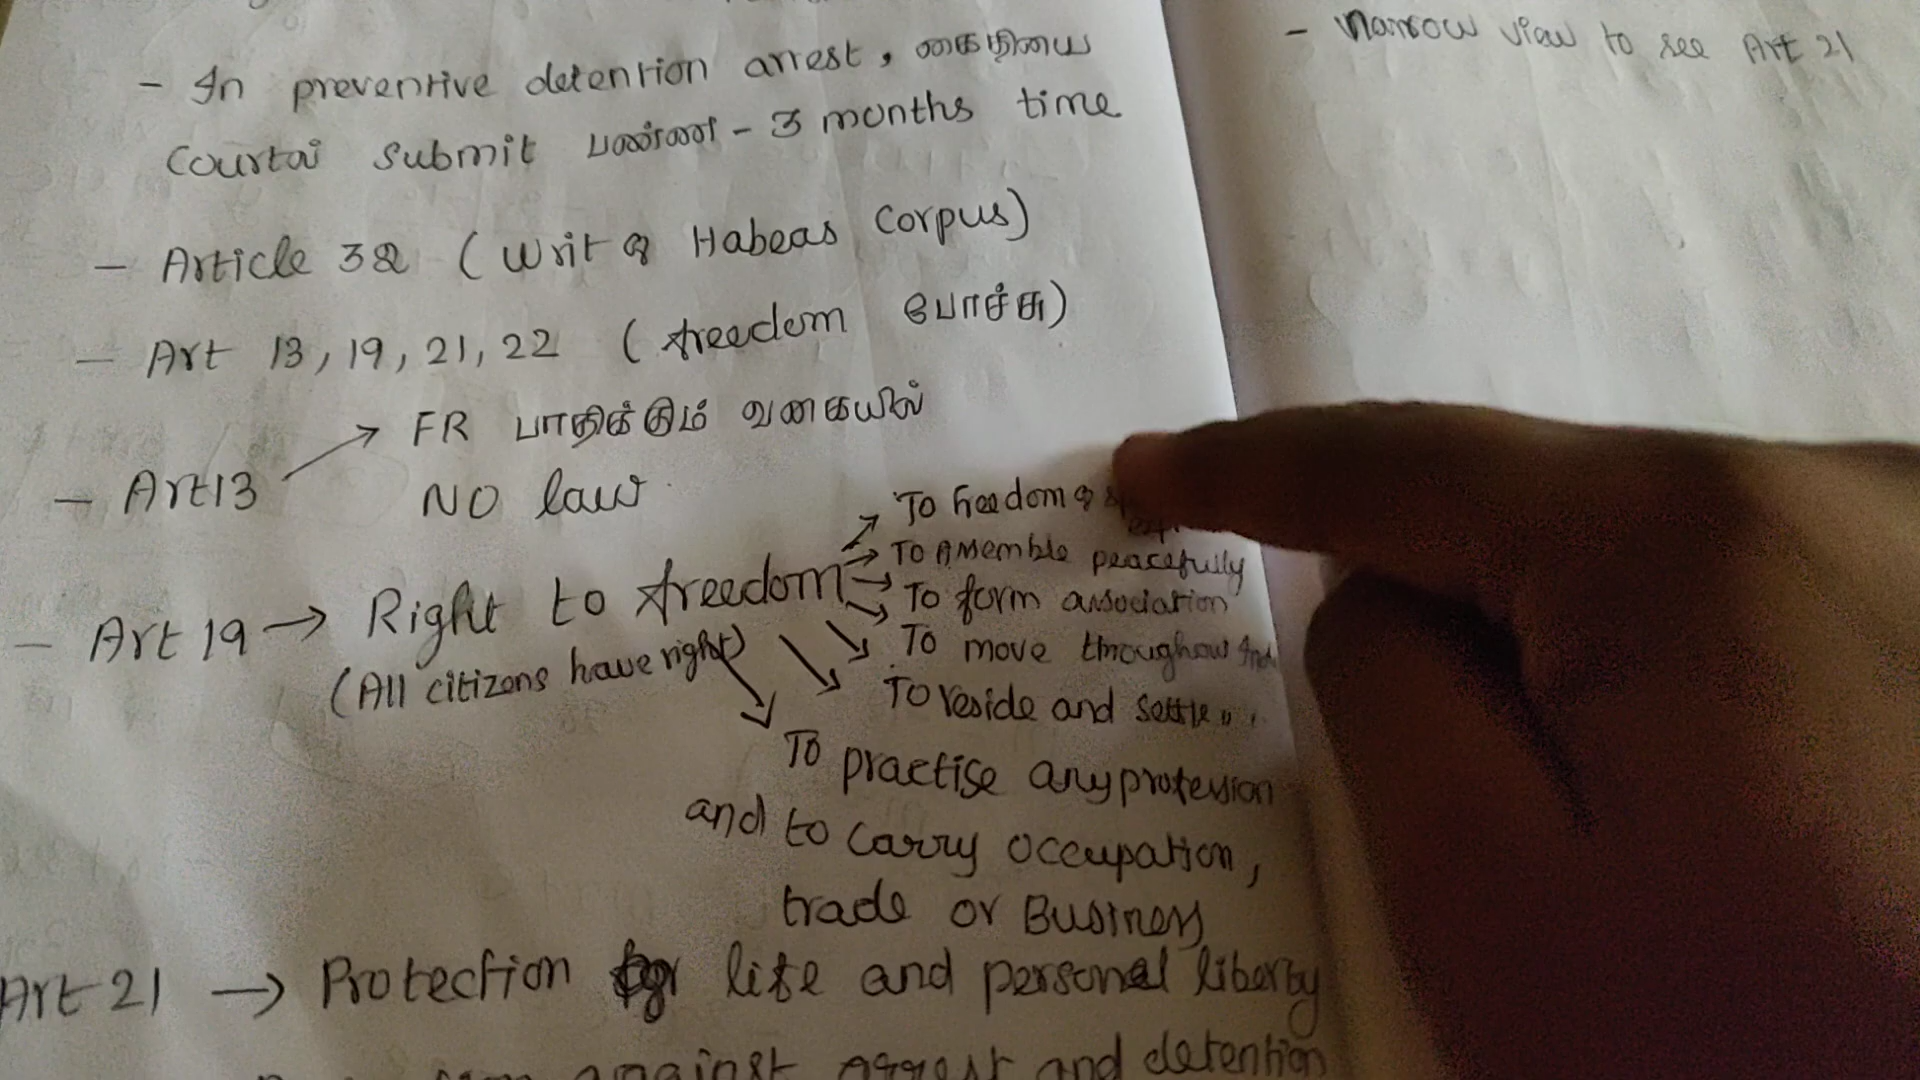 - In preventive detention arrest, கைதியை
Courtல் submit பண்ண - 3 months time
- Article 32 (Writ of Habeas Corpus)
- Art 13, 19, 21, 22 (freedom போச்சு)
- Art 13 → FR பாதிக்கும் வகையில்
NO law
- Art 19 → Right to freedom
(All citizens have right)
→ To freedom of
→ To Assemble peacefully
→ To form association
→ To move throughout Ind
→ To reside and settle " "
→ To practise any profession
and to carry occupation,
trade or Business
Art 21 → Protection of life and personal liberty
against arrest and detention
- Narrow view to see Art 21